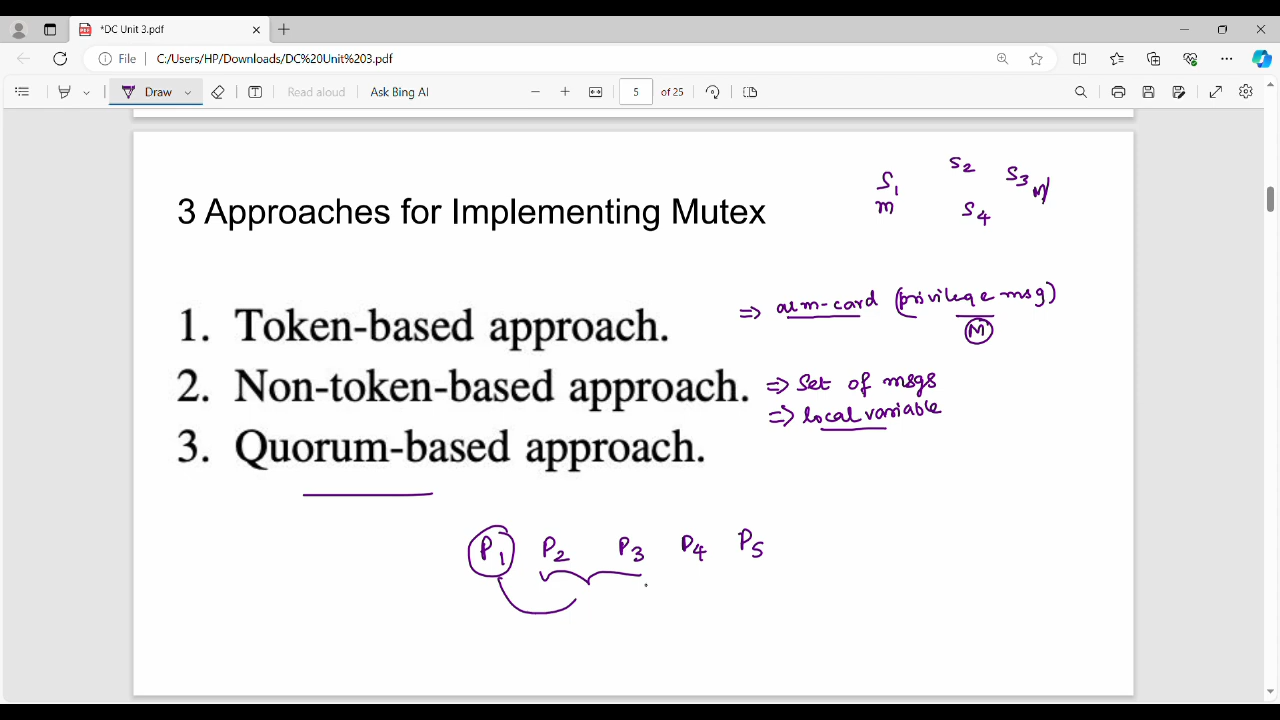 *DC Unit 3.pdf
File C:/Users/HP/Downloads/DC%20Unit%203.pdf
Draw Read aloud Ask Bing AI 5 of 25
S2
S1 S3 M
m S4
3 Approaches for Implementing Mutex
1. Token-based approach.
⇒ atm-card (privilege msg)
M
2. Non-token-based approach.
⇒ Set of msgs
⇒ local variable
3. Quorum-based approach.
P1 P2 P3 P4 P5